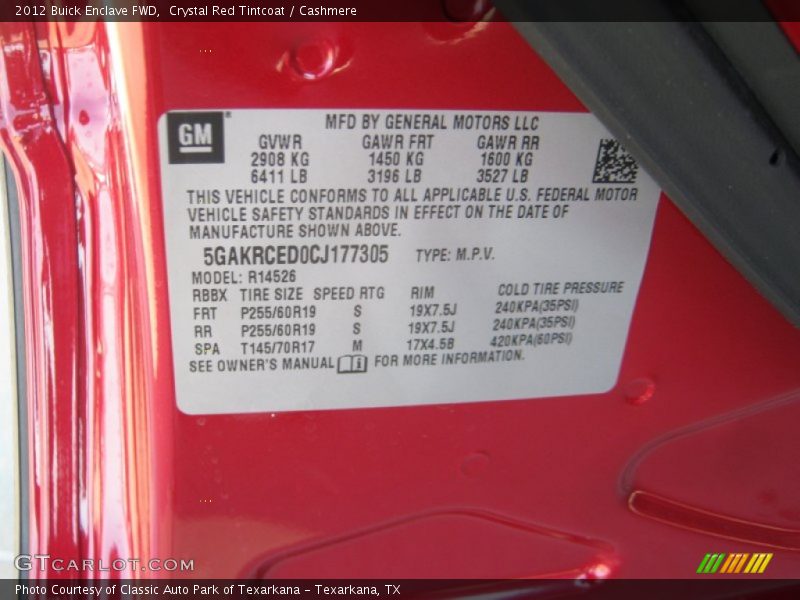 2012 Buick Enclave FWD,  Crystal Red Tintcoat / Cashmere
GM
MFD BY GENERAL MOTORS LLC
GVWR GAWR FRT GAWR RR
2908 KG 1450 KG 1600 KG
6411 LB 3196 LB 3527 LB
THIS VEHICLE CONFORMS TO ALL APPLICABLE U.S. FEDERAL MOTOR
VEHICLE SAFETY STANDARDS IN EFFECT ON THE DATE OF
MANUFACTURE SHOWN ABOVE.
5GAKRCED0CJ177305 TYPE: M.P.V.
MODEL: R14526
RBBX TIRE SIZE SPEED RTG RIM COLD TIRE PRESSURE
FRT P255/60R19 S 19X7.5J 240KPA(35PSI)
RR P255/60R19 S 19X7.5J 240KPA(35PSI)
SPA T145/70R17 M 17X4.5B 420KPA(60PSI)
SEE OWNER'S MANUAL FOR MORE INFORMATION.
GTCARLOT.COM
Photo Courtesy of Classic Auto Park of Texarkana - Texarkana, TX